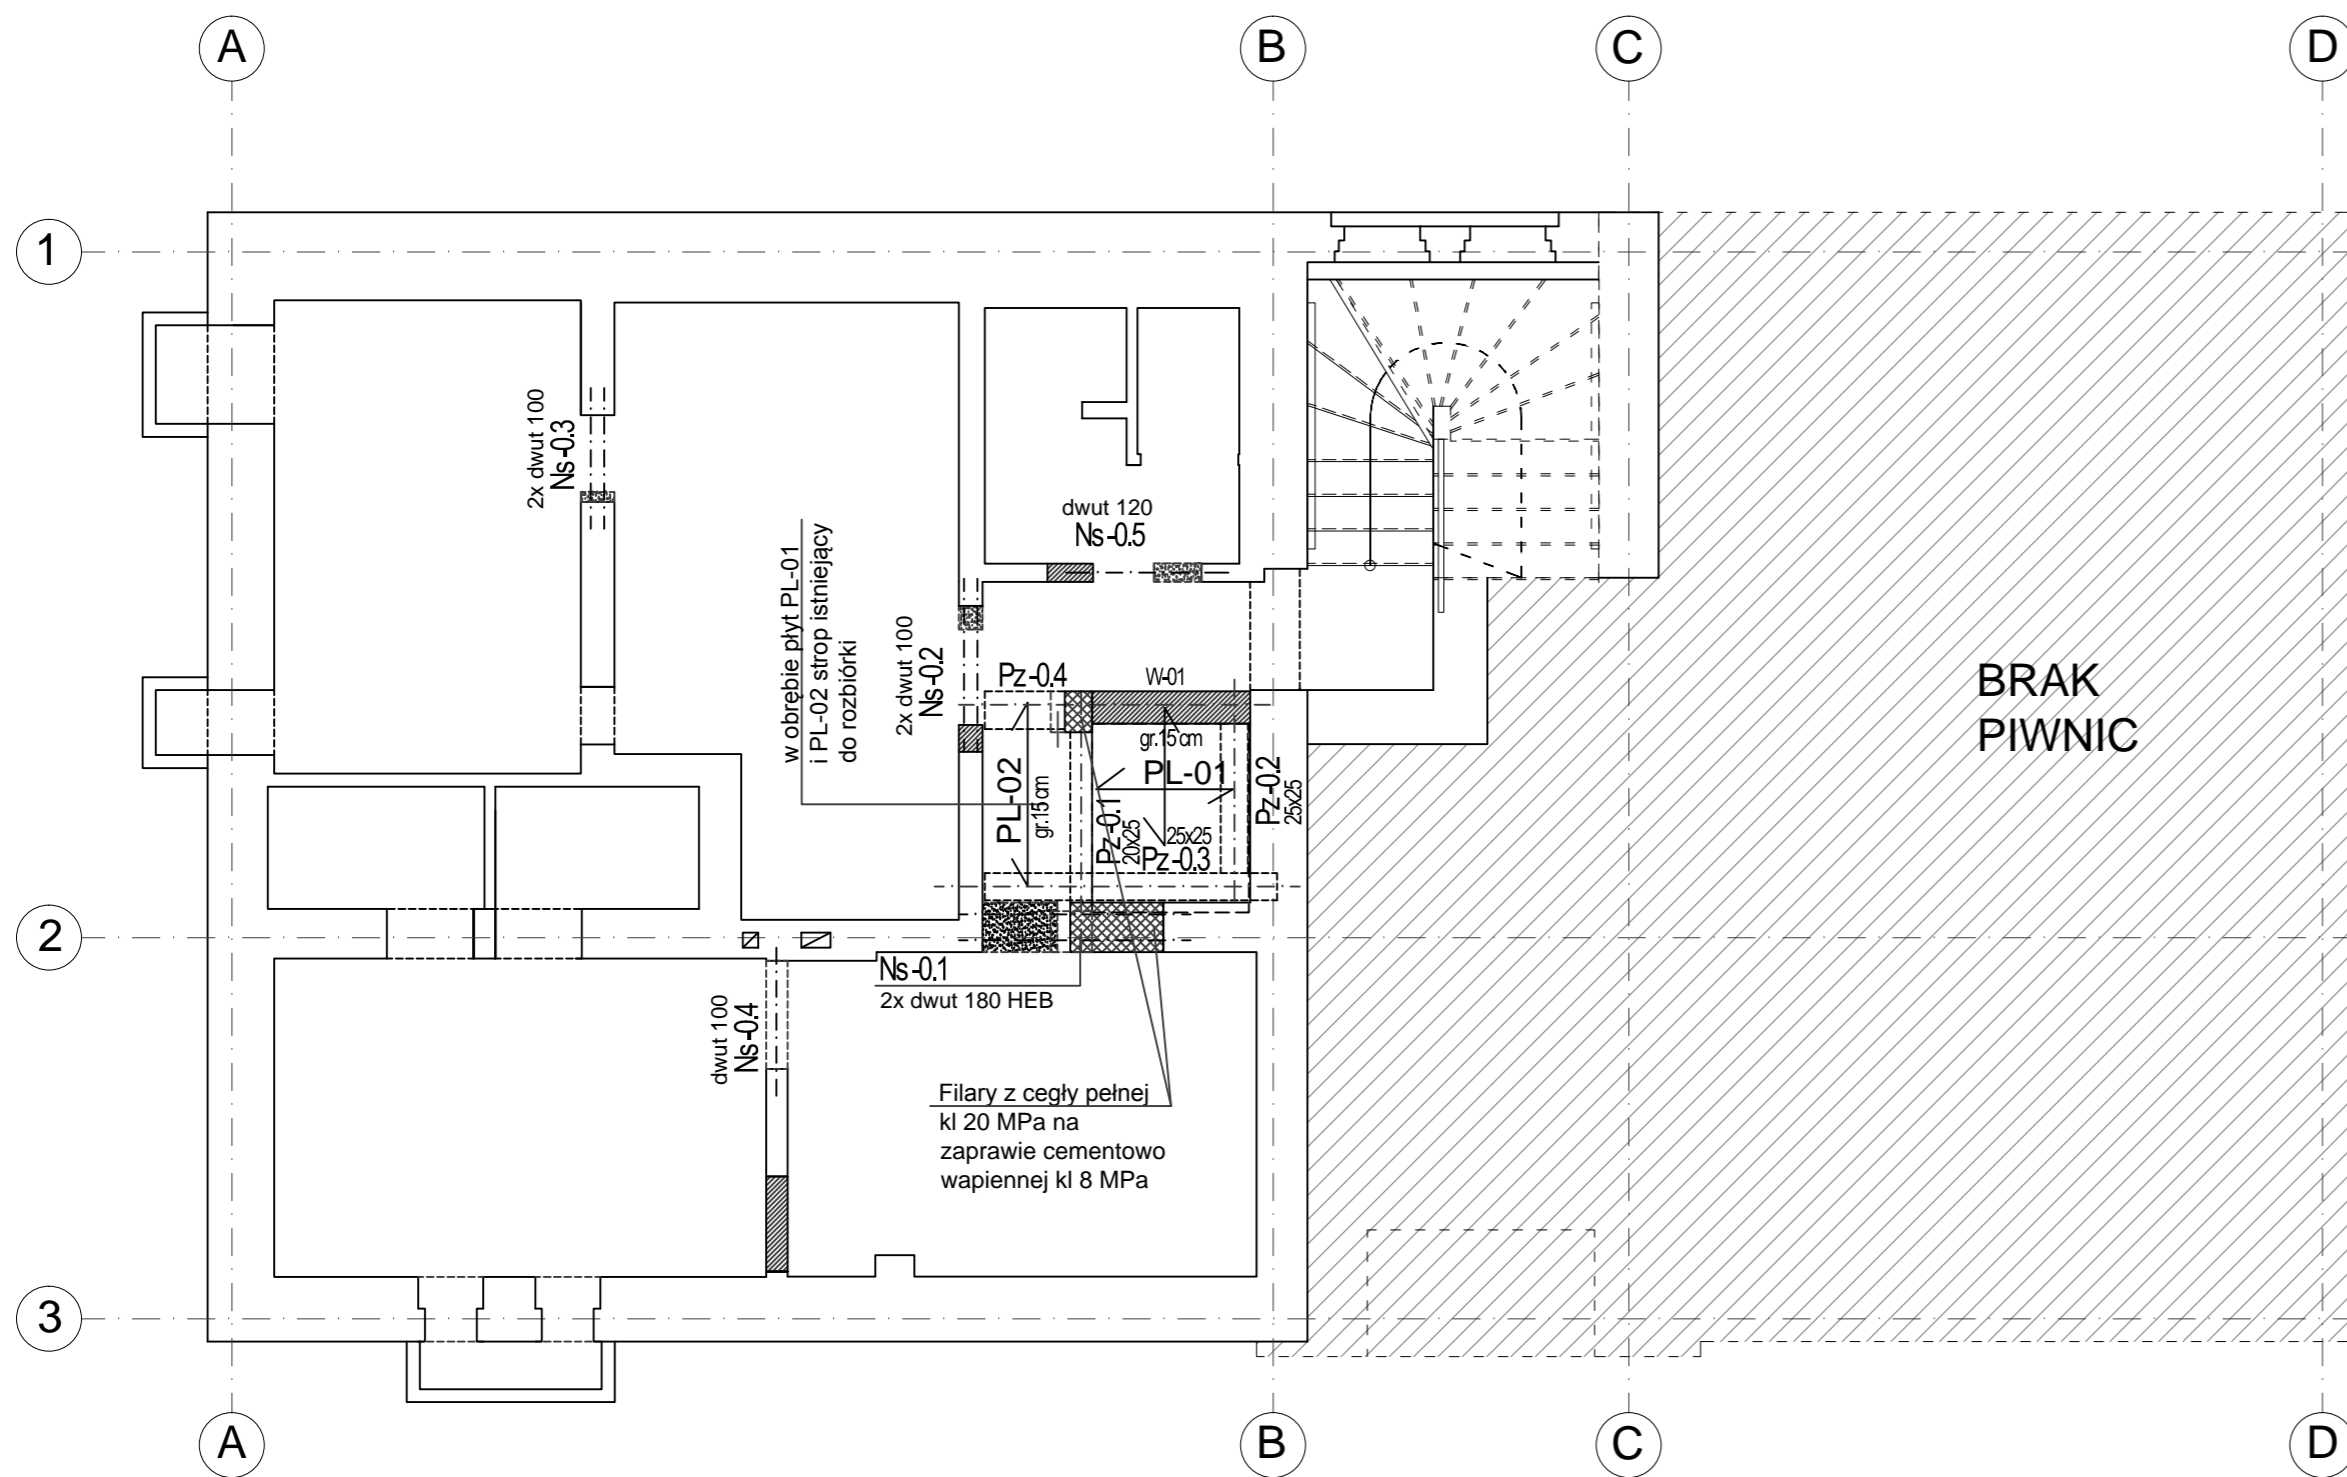 A
B
C
D
1
2x dwut 100
Ns-0.3
dwut 120
Ns-0.5
w obrębie płyt PL-01
i PL-02 strop istniejący
do rozbiórki
2x dwut 100
Ns-0.2
Pz-0.4
W-01
gr.15cm
PL-01
PL-02
gr.15cm
Pz-0.1
20x25
25x25
Pz-0.3
Pz-0.2
25x25
BRAK
PIWNIC
2
Ns-0.1
2x dwut 180 HEB
dwut 100
Ns-0.4
Filary z cegły pełnej
kl 20 MPa na
zaprawie cementowo
wapiennej kl 8 MPa
3
A
B
C
D